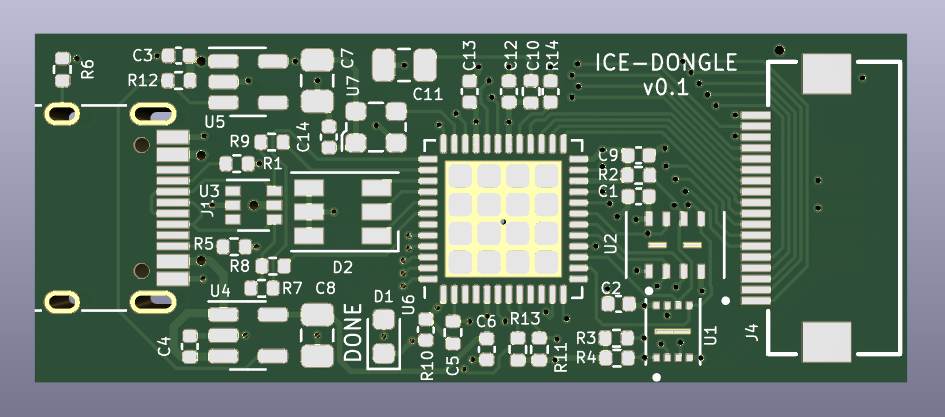 R6
C3
R12
U5
C7
U7
C11
C13
C12
C10
R14
ICE-DONGLE
v0.1
C14
R9
R1
U3
J1
C9
R2
C1
R5
R8
D2
U2
U4
R7
C8
DONE
D1
U6
C2
C4
R10
C5
C6
R13
R11
R3
R4
U1
J4